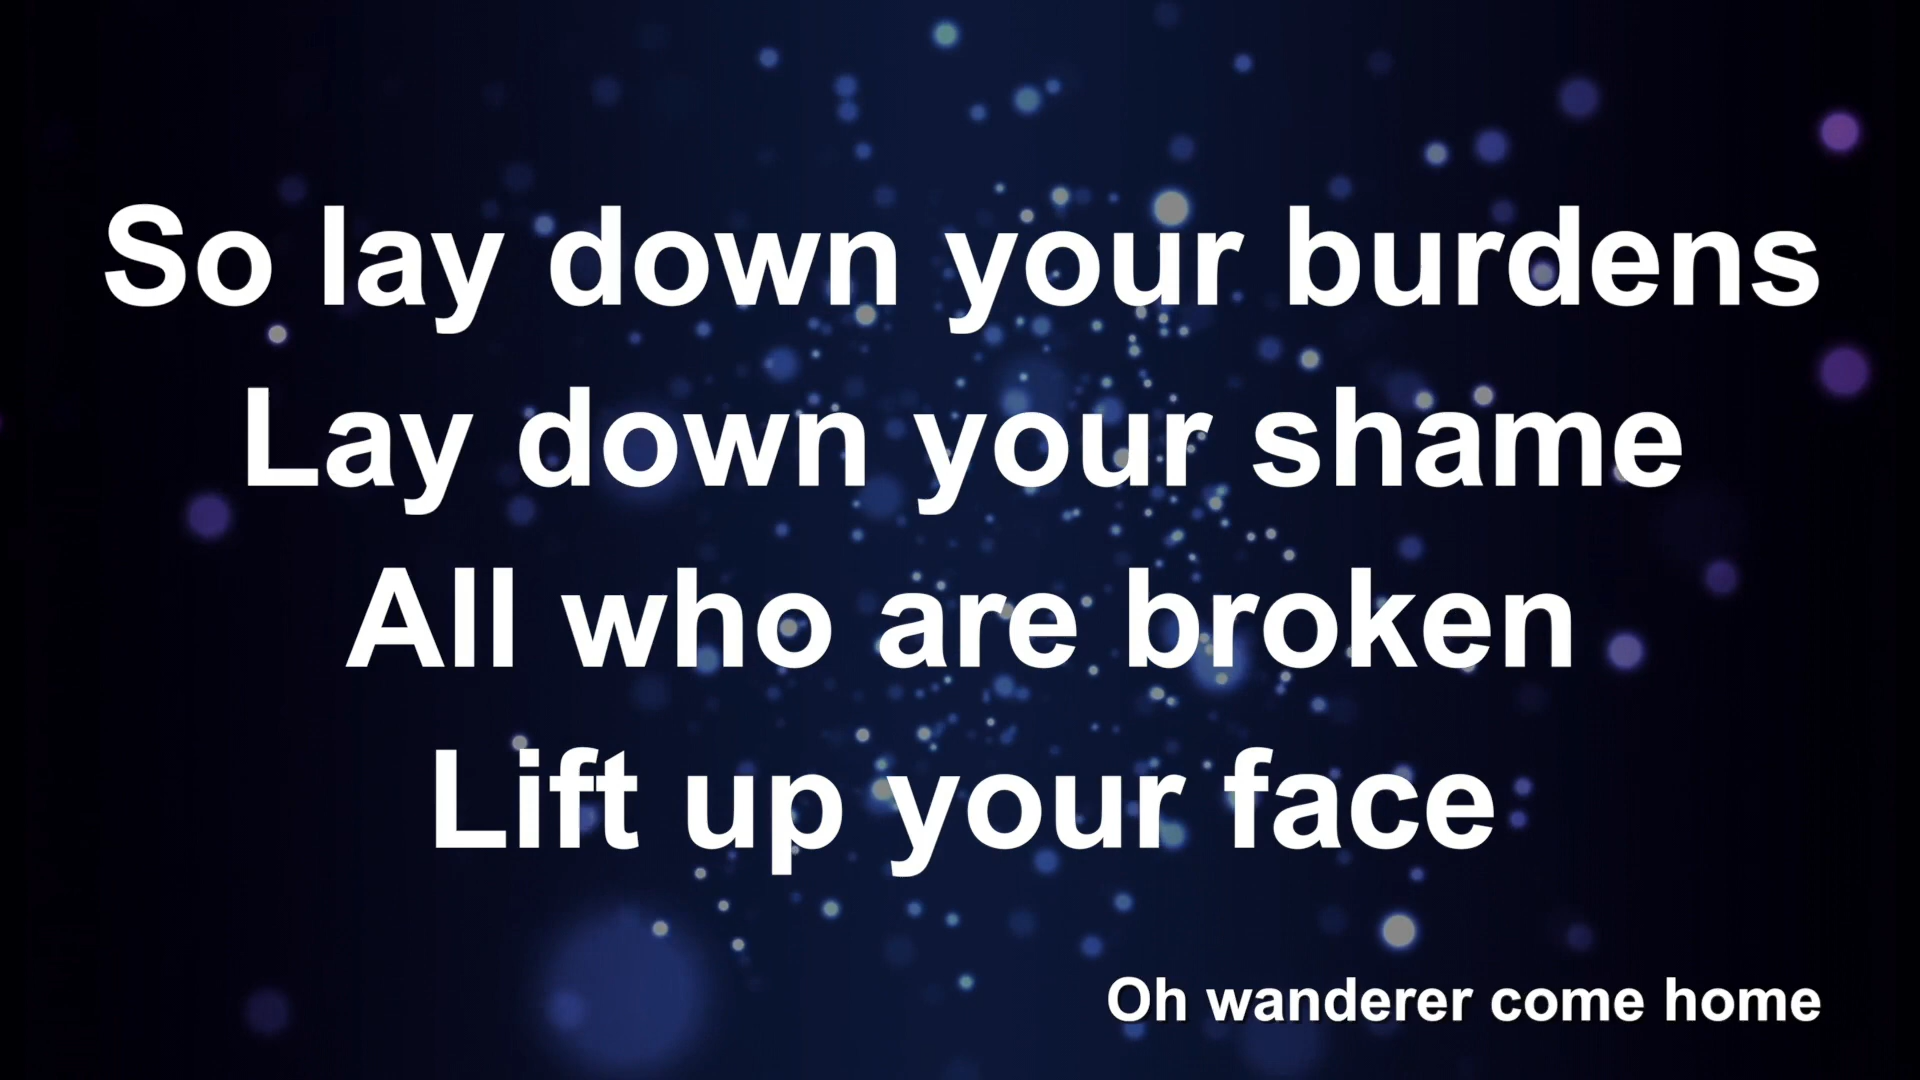 So lay down your burdens
Lay down your shame
All who are broken
Lift up your face
Oh wanderer come home